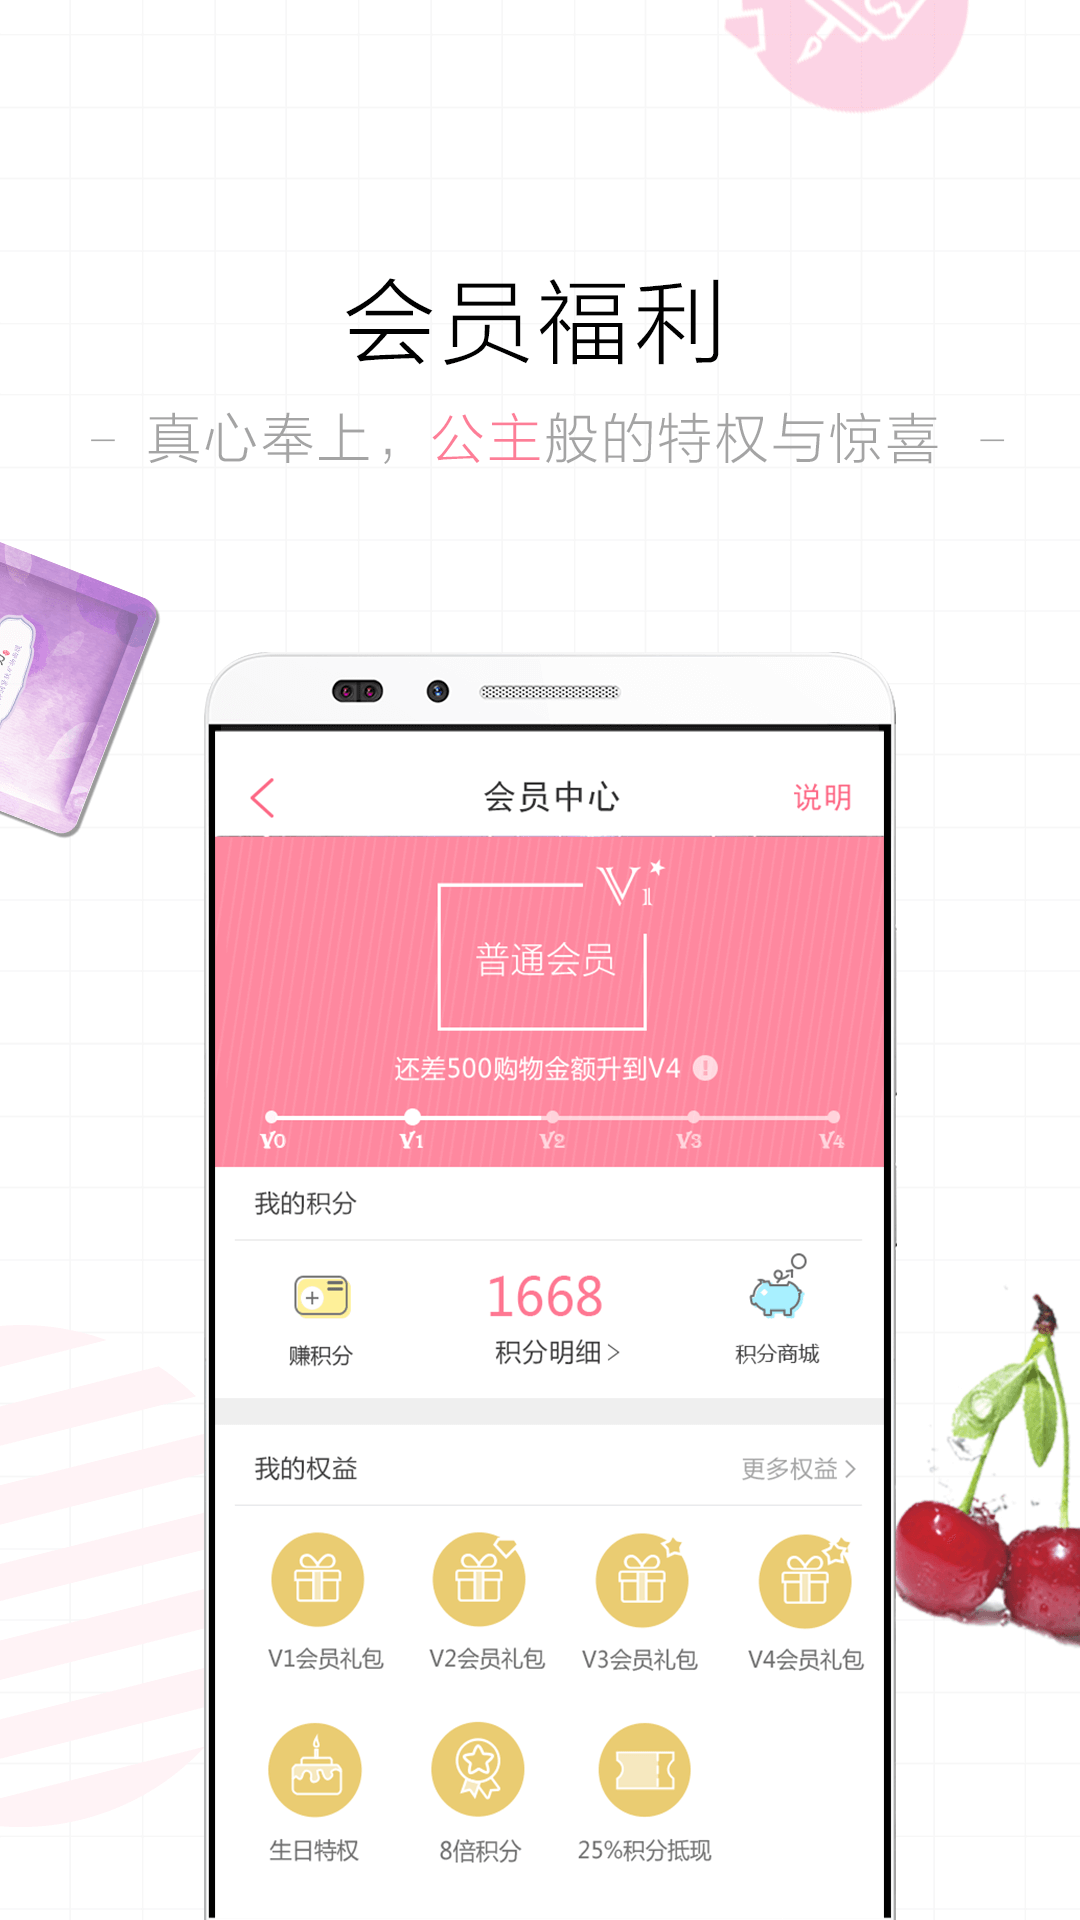 会员福利
– 真心奉上，公主般的特权与惊喜 –
会员中心
说明
V1
普通会员
还差500购物金额升到V4
V0 V1 V2 V3 V4
我的积分
赚积分
1668
积分明细>
积分商城
我的权益
更多权益>
V1会员礼包 V2会员礼包 V3会员礼包 V4会员礼包
生日特权 8倍积分 25%积分抵现